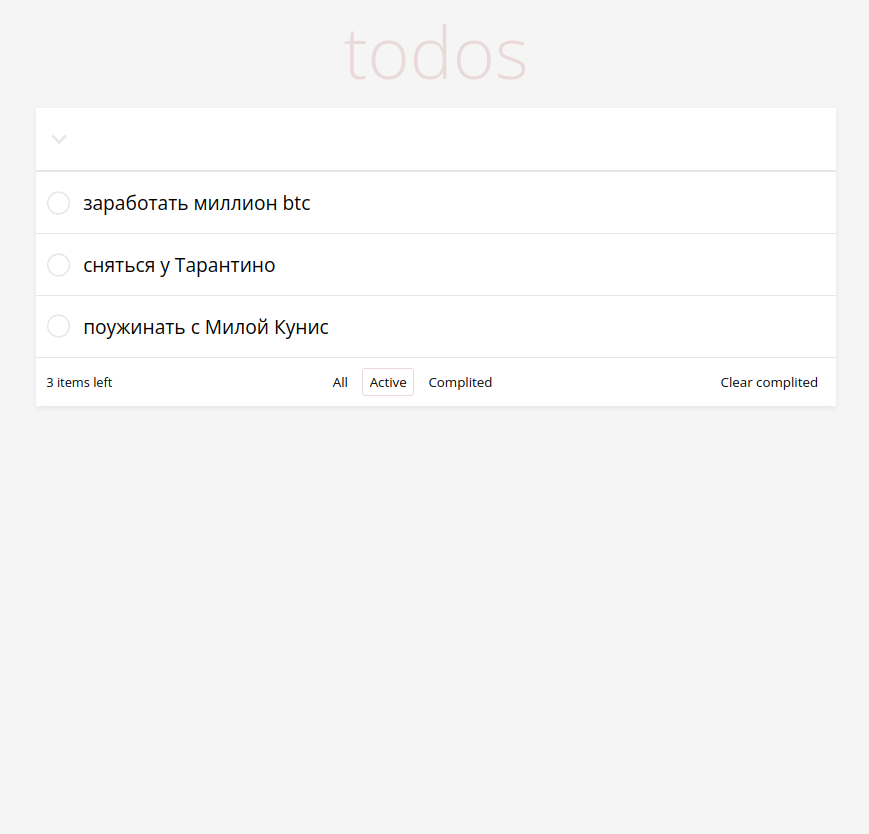 todos
заработать миллион btc
сняться у Тарантино
поужинать с Милой Кунис
3 items left All Active Complited Clear complited